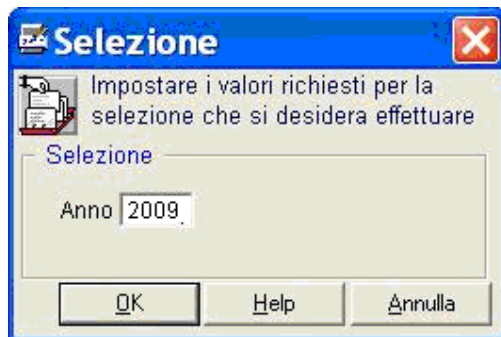 Selezione
Impostare i valori richiesti per la
selezione che si desidera effettuare
Selezione
Anno 2009
OK Help Annulla